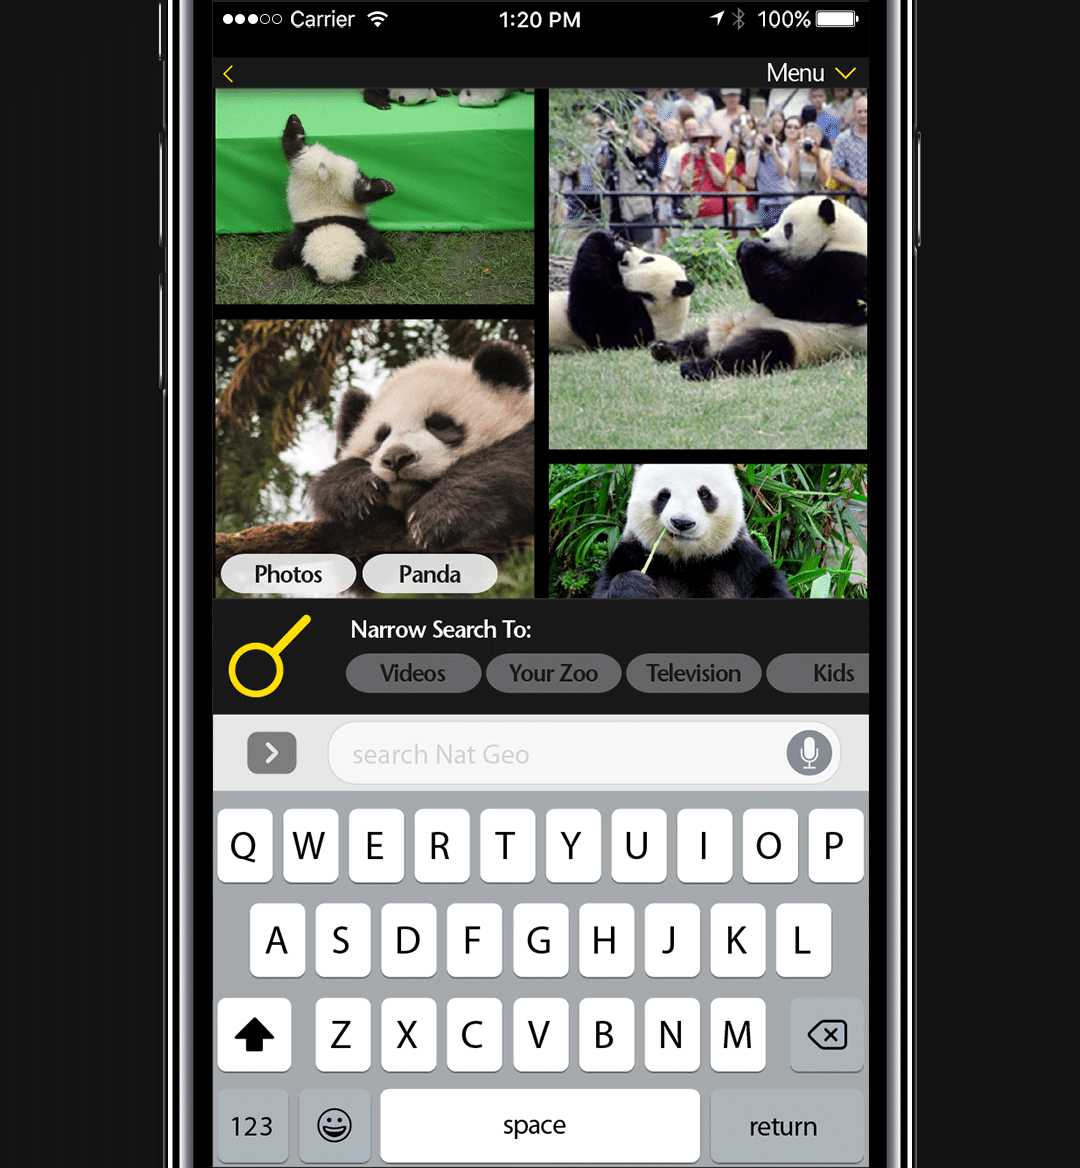 Carrier 1:20 PM 100%
Menu
Photos Panda
Narrow Search To:
Videos Your Zoo Television Kids
search Nat Geo
Q W E R T Y U I O P
A S D F G H J K L
Z X C V B N M
123 space return